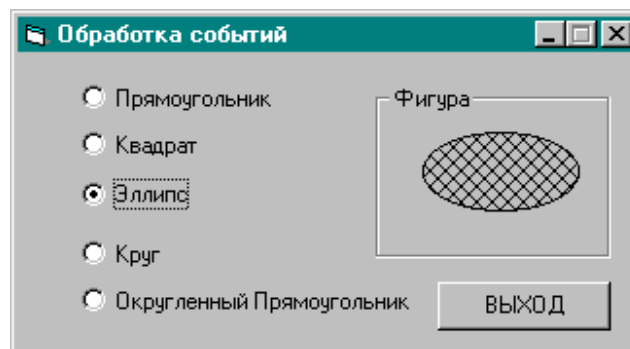 Обработка событий
Прямоугольник
Квадрат
Эллипс
Круг
Округленный Прямоугольник
Фигура
ВЫХОД